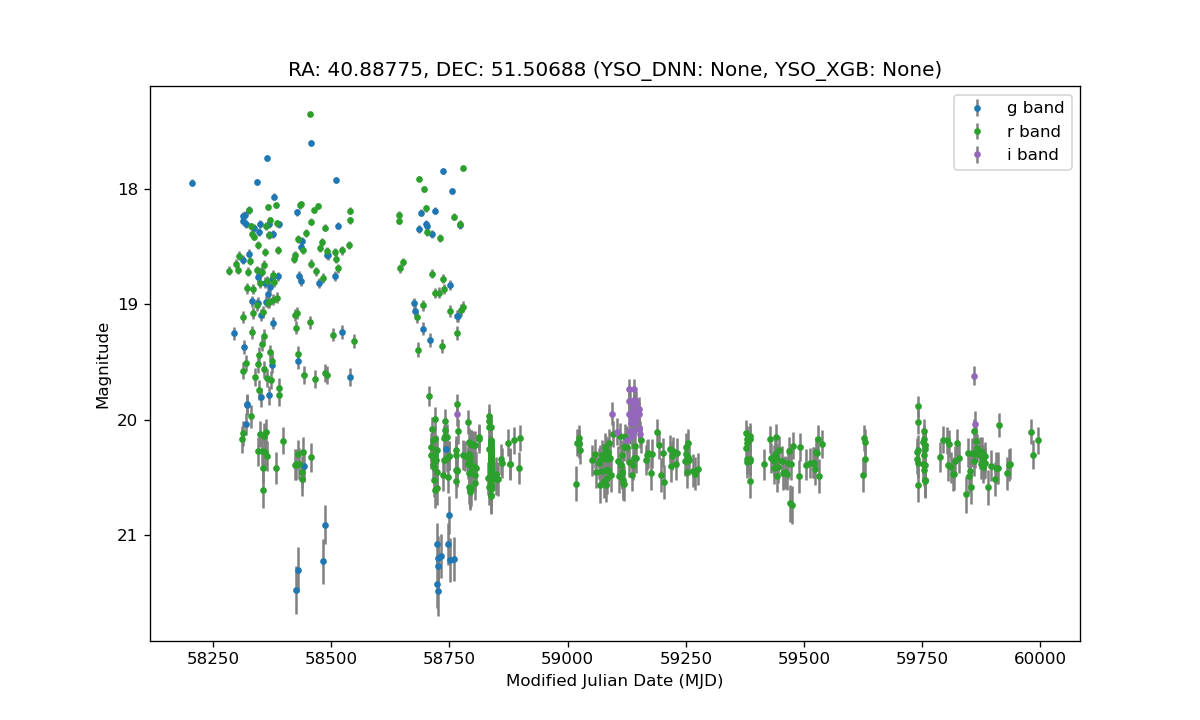 RA: 40.88775, DEC: 51.50688 (YSO_DNN: None, YSO_XGB: None)
g band
r band
i band
18
19
20
21
Magnitude
58250 58500 58750 59000 59250 59500 59750 60000
Modified Julian Date (MJD)